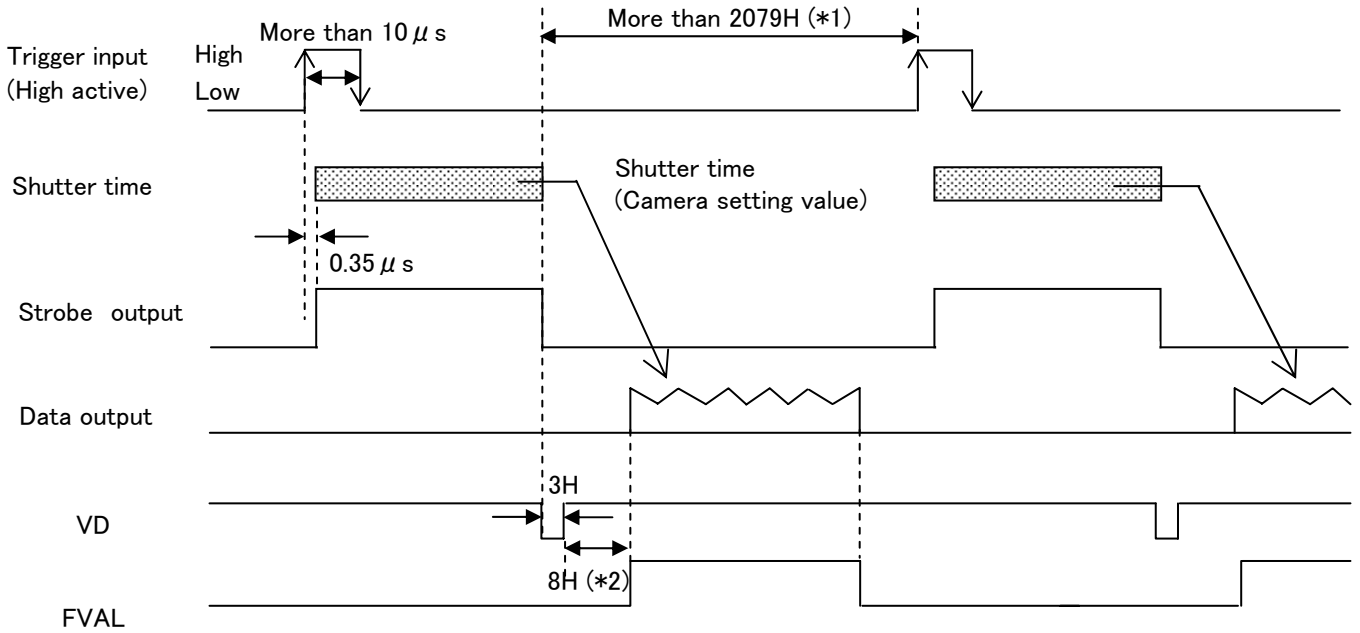 More than 2079H (*1)
More than 10 μ s
Trigger input
(High active)
High
Low
Shutter time
Shutter time
(Camera setting value)
0.35 μ s
Strobe output
Data output
3H
VD
8H (*2)
FVAL